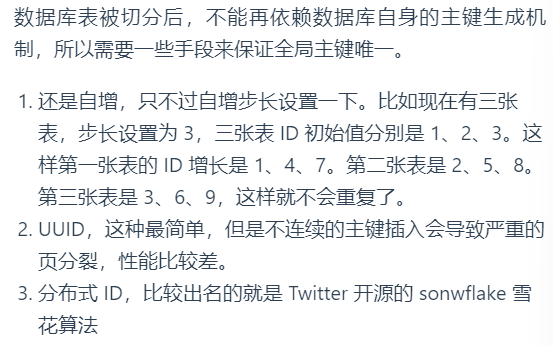 数据库表被切分后，不能再依赖数据库自身的主键生成机
制，所以需要一些手段来保证全局主键唯一。
1. 还是自增，只不过自增步长设置一下。比如现在有三张
表，步长设置为 3，三张表 ID 初始值分别是 1、2、3。这
样第一张表的 ID 增长是 1、4、7。第二张表是 2、5、8。
第三张表是 3、6、9，这样就不会重复了。
2. UUID，这种最简单，但是不连续的主键插入会导致严重的
页分裂，性能比较差。
3. 分布式 ID，比较出名的就是 Twitter 开源的 sonwflake 雪
花算法